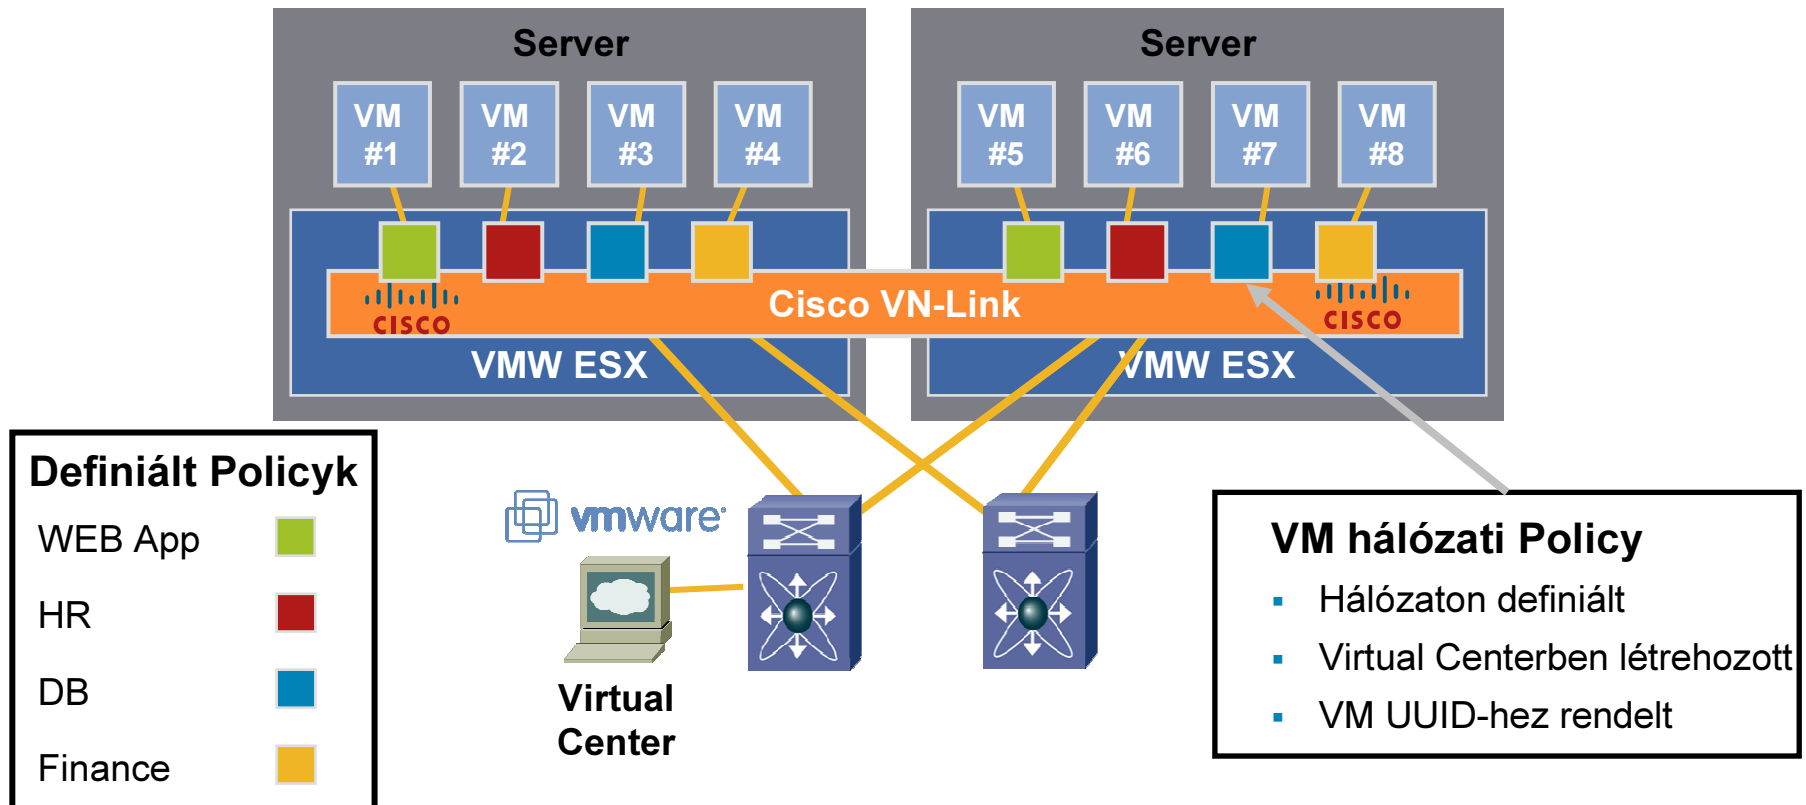 Server
Server
VM #1
VM #2
VM #3
VM #4
VM #5
VM #6
VM #7
VM #8
Cisco VN-Link
CISCO
CISCO
VMW ESX
VMW ESX
Definiált Policyk
WEB App
HR
DB
Finance
vmware
Virtual
Center
VM hálózati Policy
▪ Hálózaton definiált
▪ Virtual Centerben létrehozott
▪ VM UUID-hez rendelt